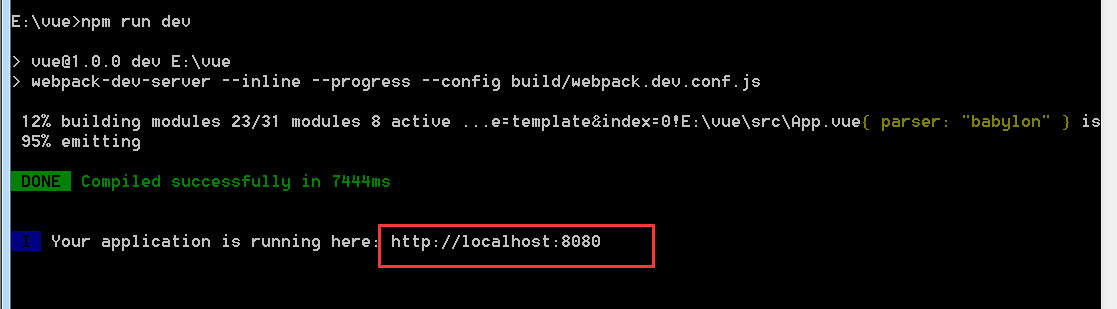 E:\vue>npm run dev
> vue@1.0.0 dev E:\vue
> webpack-dev-server --inline --progress --config build/webpack.dev.conf.js
12% building modules 23/31 modules 8 active ...e=template&index=0!E:\vue\src\App.vue{ parser: "babylon" } is
95% emitting
DONE Compiled successfully in 7444ms
I Your application is running here: http://localhost:8080